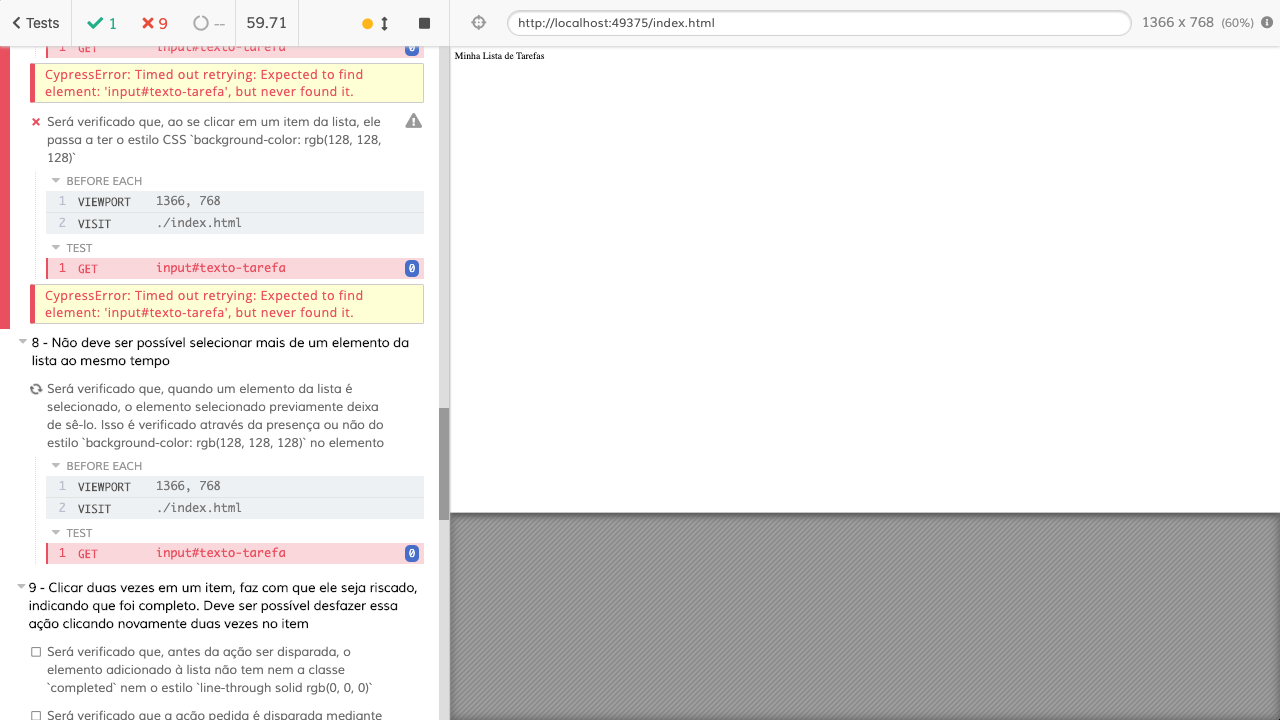 Tests
1
9
--
59.71
http://localhost:49375/index.html
1366 x 768 (60%)
1 GET input#texto-tarefa 0
CypressError: Timed out retrying: Expected to find
element: 'input#texto-tarefa', but never found it.
Será verificado que, ao se clicar em um item da lista, ele
passa a ter o estilo CSS `background-color: rgb(128, 128,
128)`
BEFORE EACH
1 VIEWPORT 1366, 768
2 VISIT ./index.html
TEST
1 GET input#texto-tarefa 0
CypressError: Timed out retrying: Expected to find
element: 'input#texto-tarefa', but never found it.
8 - Não deve ser possível selecionar mais de um elemento da
lista ao mesmo tempo
Será verificado que, quando um elemento da lista é
selecionado, o elemento selecionado previamente deixa
de sê-lo. Isso é verificado através da presença ou não do
estilo `background-color: rgb(128, 128, 128)` no elemento
BEFORE EACH
1 VIEWPORT 1366, 768
2 VISIT ./index.html
TEST
1 GET input#texto-tarefa 0
9 - Clicar duas vezes em um item, faz com que ele seja riscado,
indicando que foi completo. Deve ser possível desfazer essa
ação clicando novamente duas vezes no item
Será verificado que, antes da ação ser disparada, o
elemento adicionado à lista não tem nem a classe
`completed` nem o estilo `line-through solid rgb(0, 0, 0)`
Será verificado que a ação pedida é disparada mediante
Minha Lista de Tarefas